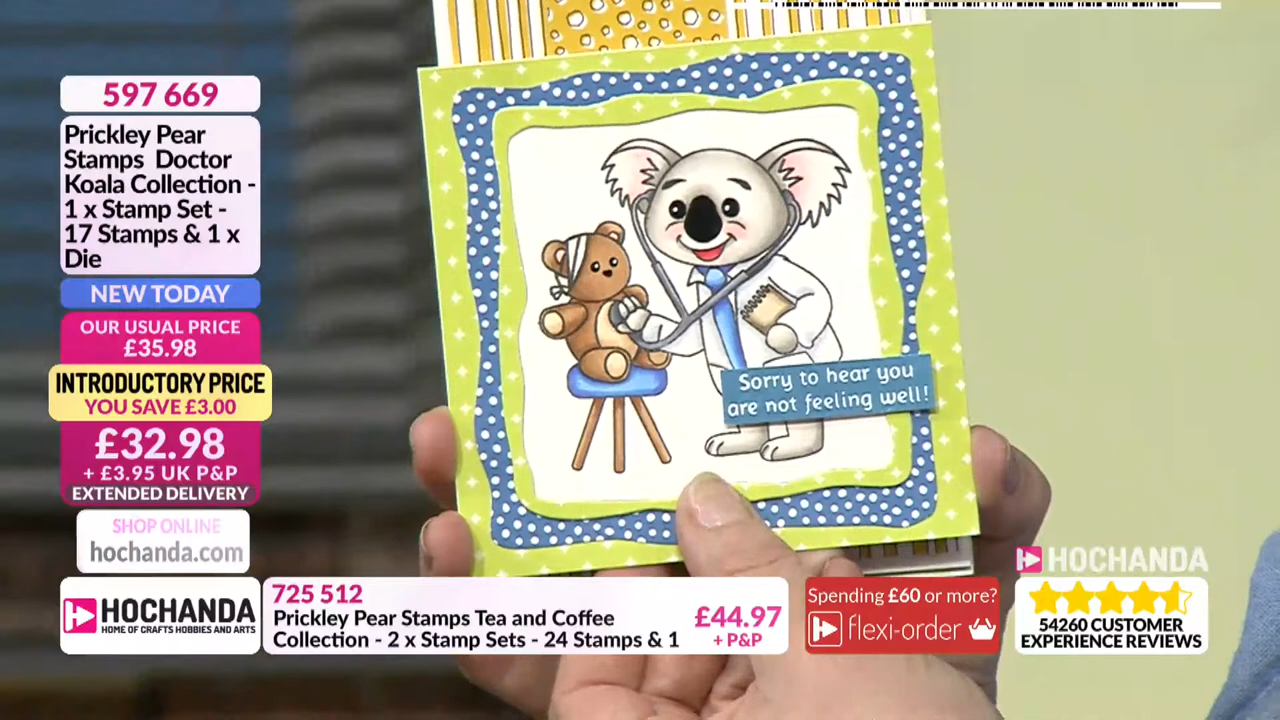 597 669
Prickley Pear
Stamps Doctor
Koala Collection -
1 x Stamp Set -
17 Stamps & 1 x
Die
NEW TODAY
OUR USUAL PRICE
£35.98
INTRODUCTORY PRICE
YOU SAVE £3.00
£32.98
+ £3.95 UK P&P
EXTENDED DELIVERY
SHOP ONLINE
hochanda.com
Sorry to hear you
are not feeling well!
HOCHANDA
HOME OF CRAFTS HOBBIES AND ARTS
725 512
Prickley Pear Stamps Tea and Coffee
Collection - 2 x Stamp Sets - 24 Stamps & 1
£44.97
+ P&P
Spending £60 or more?
flexi-order
HOCHANDA
54260 CUSTOMER
EXPERIENCE REVIEWS